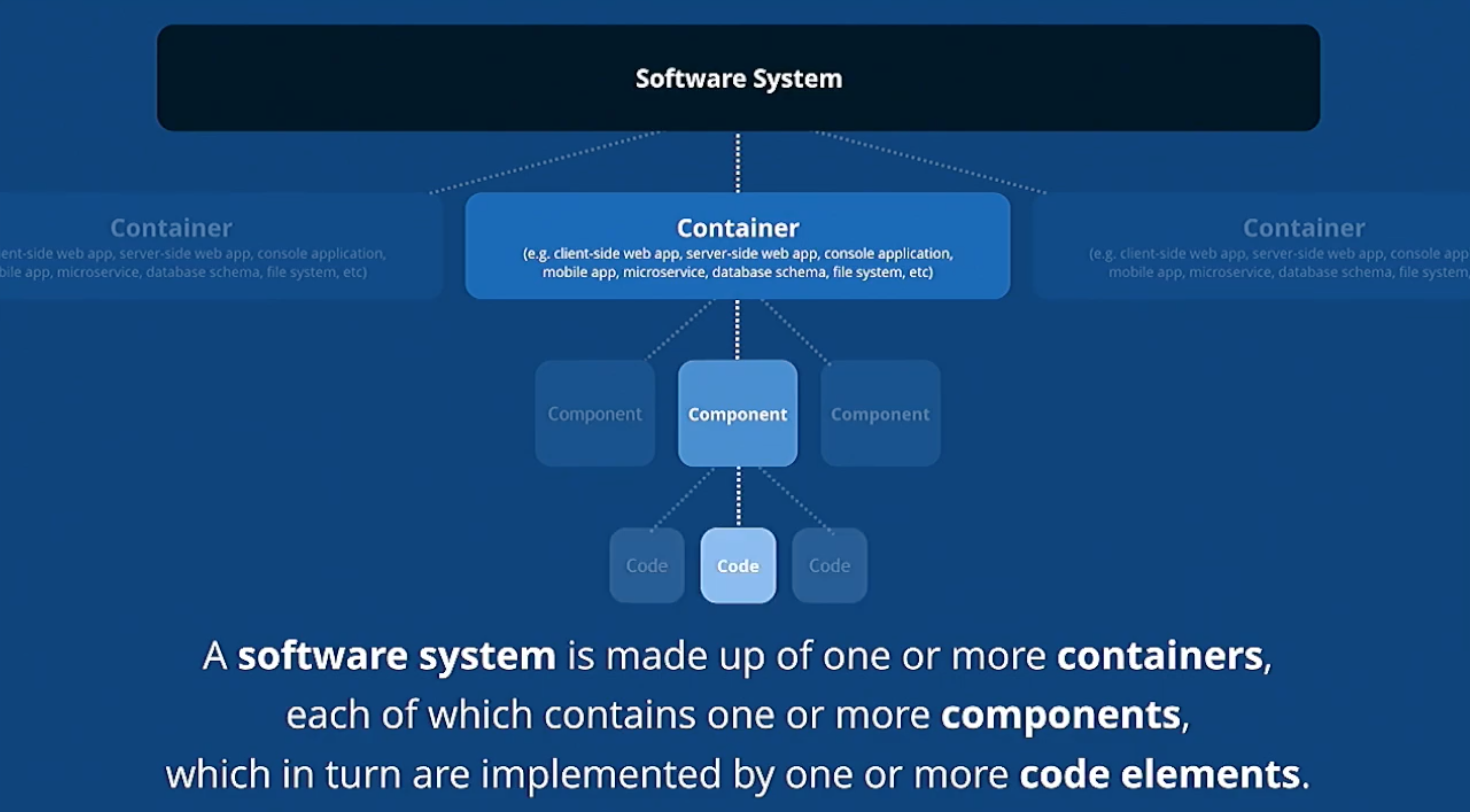 Software System
Container
ent-side web app, server-side web app, console application,
bile app, microservice, database schema, file system, etc)
Container
(e.g. client-side web app, server-side web app, console application,
mobile app, microservice, database schema, file system, etc)
Container
(e.g. client-side web app, server-side web app, console app
mobile app, microservice, database schema, file system,
Component
Component
Component
Code
Code
Code
A software system is made up of one or more containers,
each of which contains one or more components,
which in turn are implemented by one or more code elements.